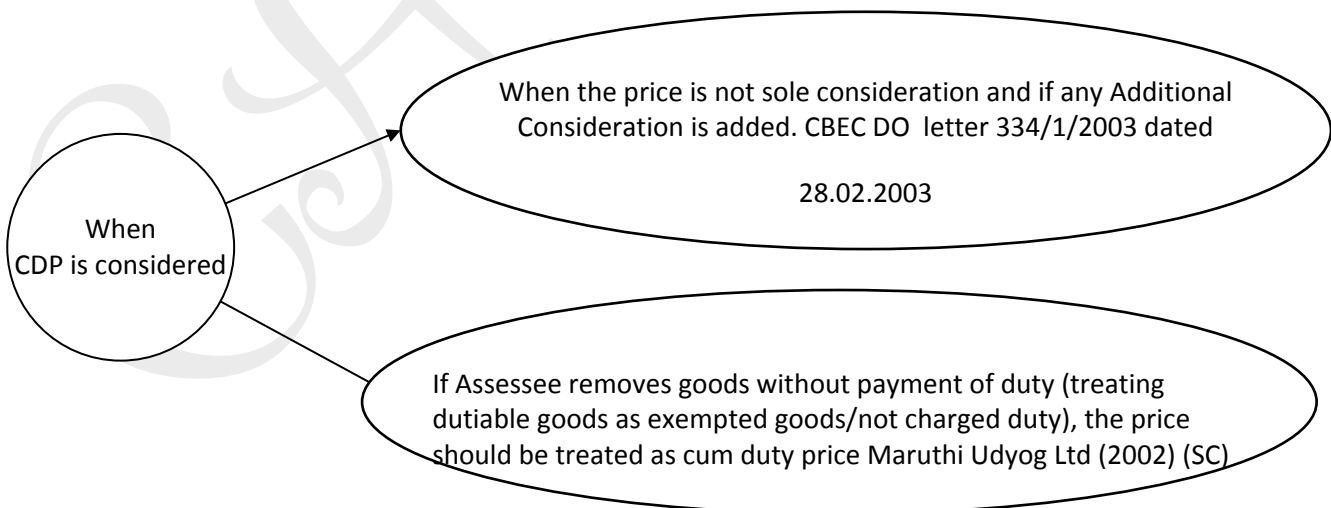 When the price is not sole consideration and if any Additional
Consideration is added. CBEC DO letter 334/1/2003 dated
28.02.2003
When
CDP is considered
If Assessee removes goods without payment of duty (treating
dutiable goods as exempted goods/not charged duty), the price
should be treated as cum duty price Maruthi Udyog Ltd (2002) (SC)